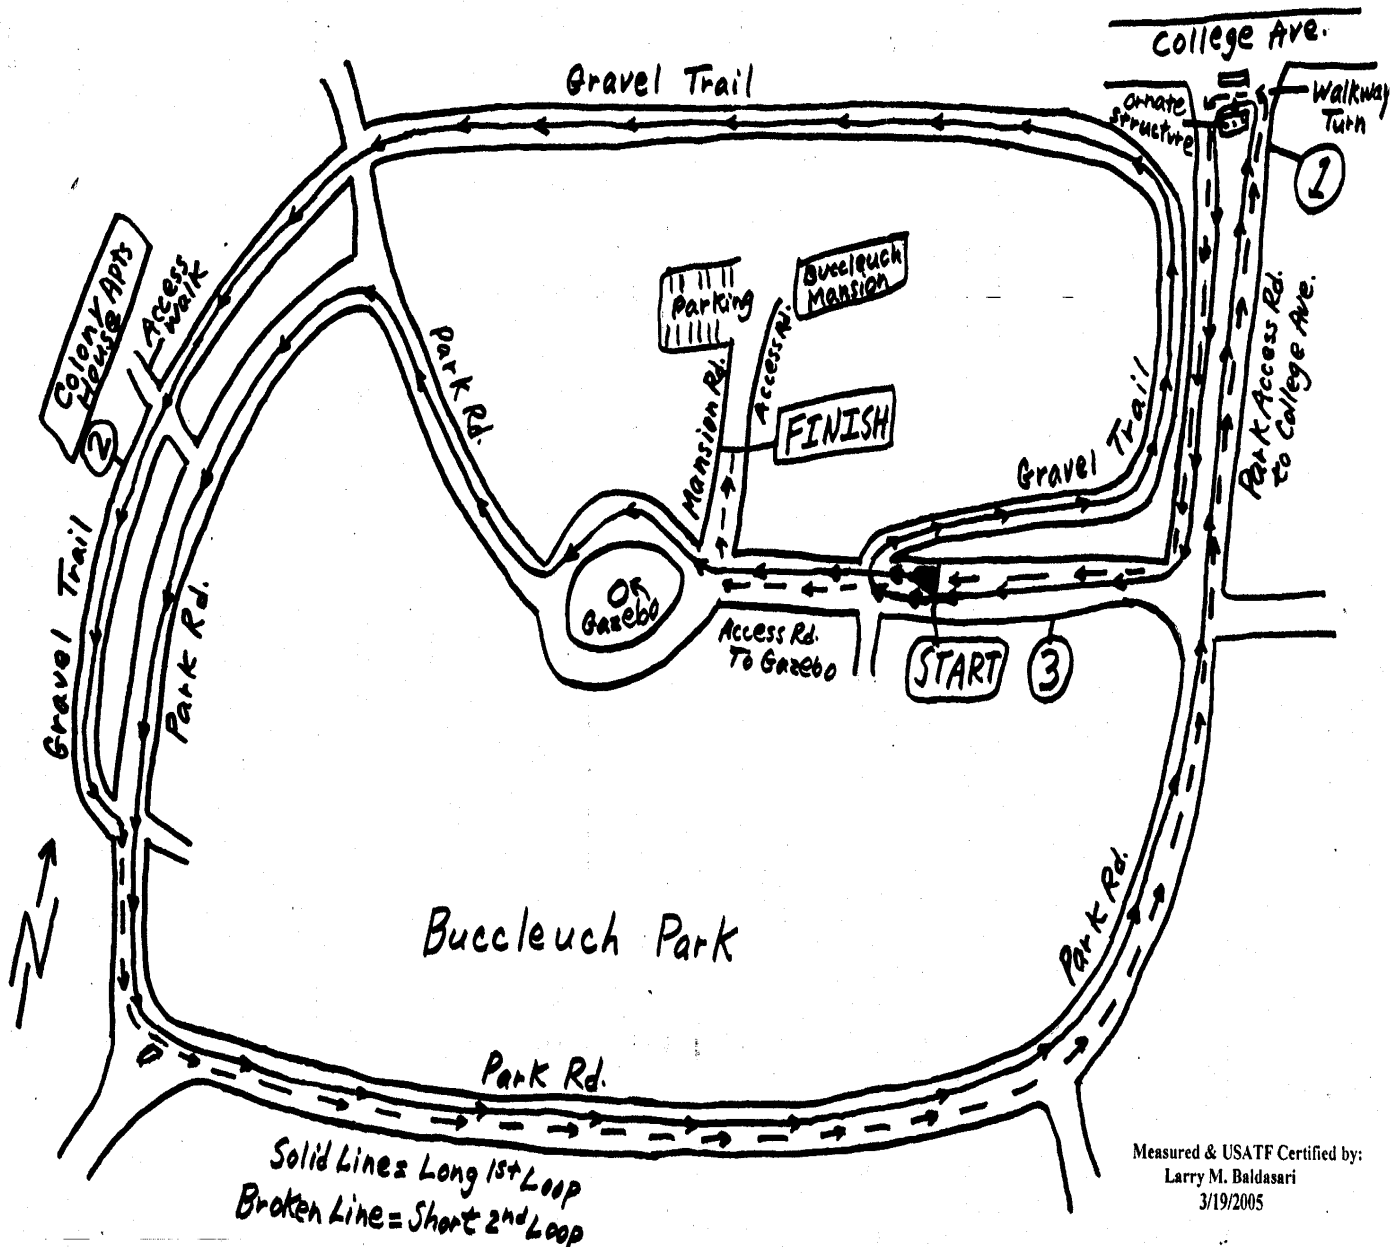 College Ave.
Gravel Trail
ornate
structure
Walkway
Turn
1
Colony Apts
House
Access
Walk
2
Parking
Buccleuch
Mansion
Park Rd.
Mansion Rd.
Access Rd.
FINISH
Gravel Trail
Park Access Rd.
to College Ave.
Gazebo
Access Rd.
To Gazebo
START
3
Gravel Trail
Park Rd.
N
Buccleuch Park
Park Rd.
Park Rd.
Solid Line = Long 1st Loop
Broken Line = Short 2nd Loop
Measured & USATF Certified by:
Larry M. Baldasari
3/19/2005